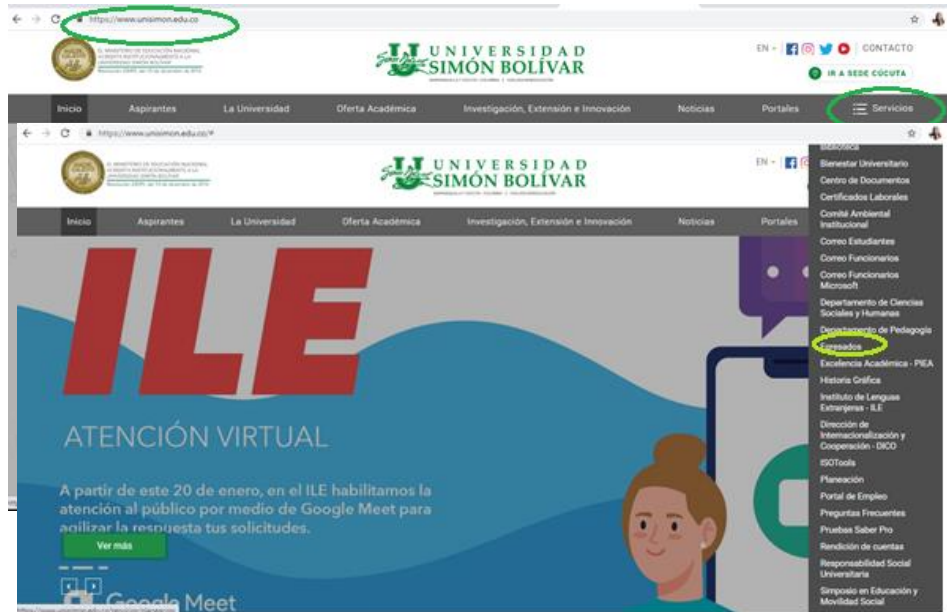 https://www.unisimon.edu.co
EL MINISTERIO DE EDUCACIÓN NACIONAL
UNIVERSIDAD
SIMÓN BOLÍVAR
EN
CONTACTO
IR A SEDE CÚCUTA
Inicio Aspirantes La Universidad Oferta Académica Investigación, Extensión e Innovación Noticias Portales Servicios
https://www.unisimon.edu.co/#
UNIVERSIDAD
SIMÓN BOLÍVAR
EN
Inicio Aspirantes La Universidad Oferta Académica Investigación, Extensión e Innovación Noticias Portales
Biblioteca
Bienestar Universitario
Centro de Documentos
Certificados Laborales
Comité Ambiental
Institucional
Correo Estudiantes
Correo Funcionarios
Correo Funcionarios
Microsoft
Departamento de Ciencias
Sociales y Humanas
Departamento de Pedagogía
Egresados
Excelencia Académica - PIEA
Historia Gráfica
Instituto de Lenguas
Extranjeras - ILE
Dirección de
Internacionalización y
Cooperación - DICO
ISOTools
Planeación
Portal de Empleo
Preguntas Frecuentes
Pruebas Saber Pro
Rendición de cuentas
Responsabilidad Social
Universitaria
Simposio en Educación y
Movilidad Social
ILE
ATENCIÓN VIRTUAL
A partir de este 20 de enero, en el ILE habilitamos la
atención al público por medio de Google Meet para
agilizar la respuesta tus solicitudes.
Ver más
Google Meet